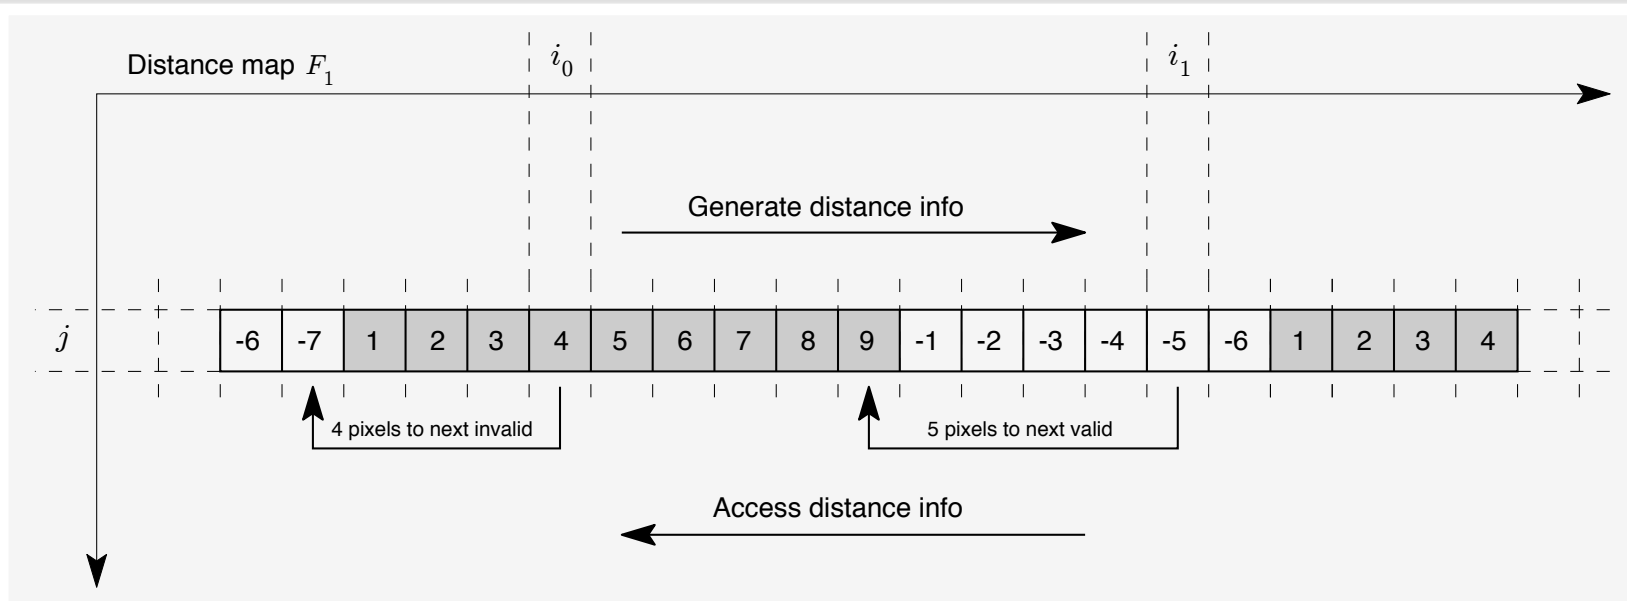 Distance map F₁
i₀
i₁
Generate distance info
j
-6 -7 1 2 3 4 5 6 7 8 9 -1 -2 -3 -4 -5 -6 1 2 3 4
4 pixels to next invalid
5 pixels to next valid
Access distance info